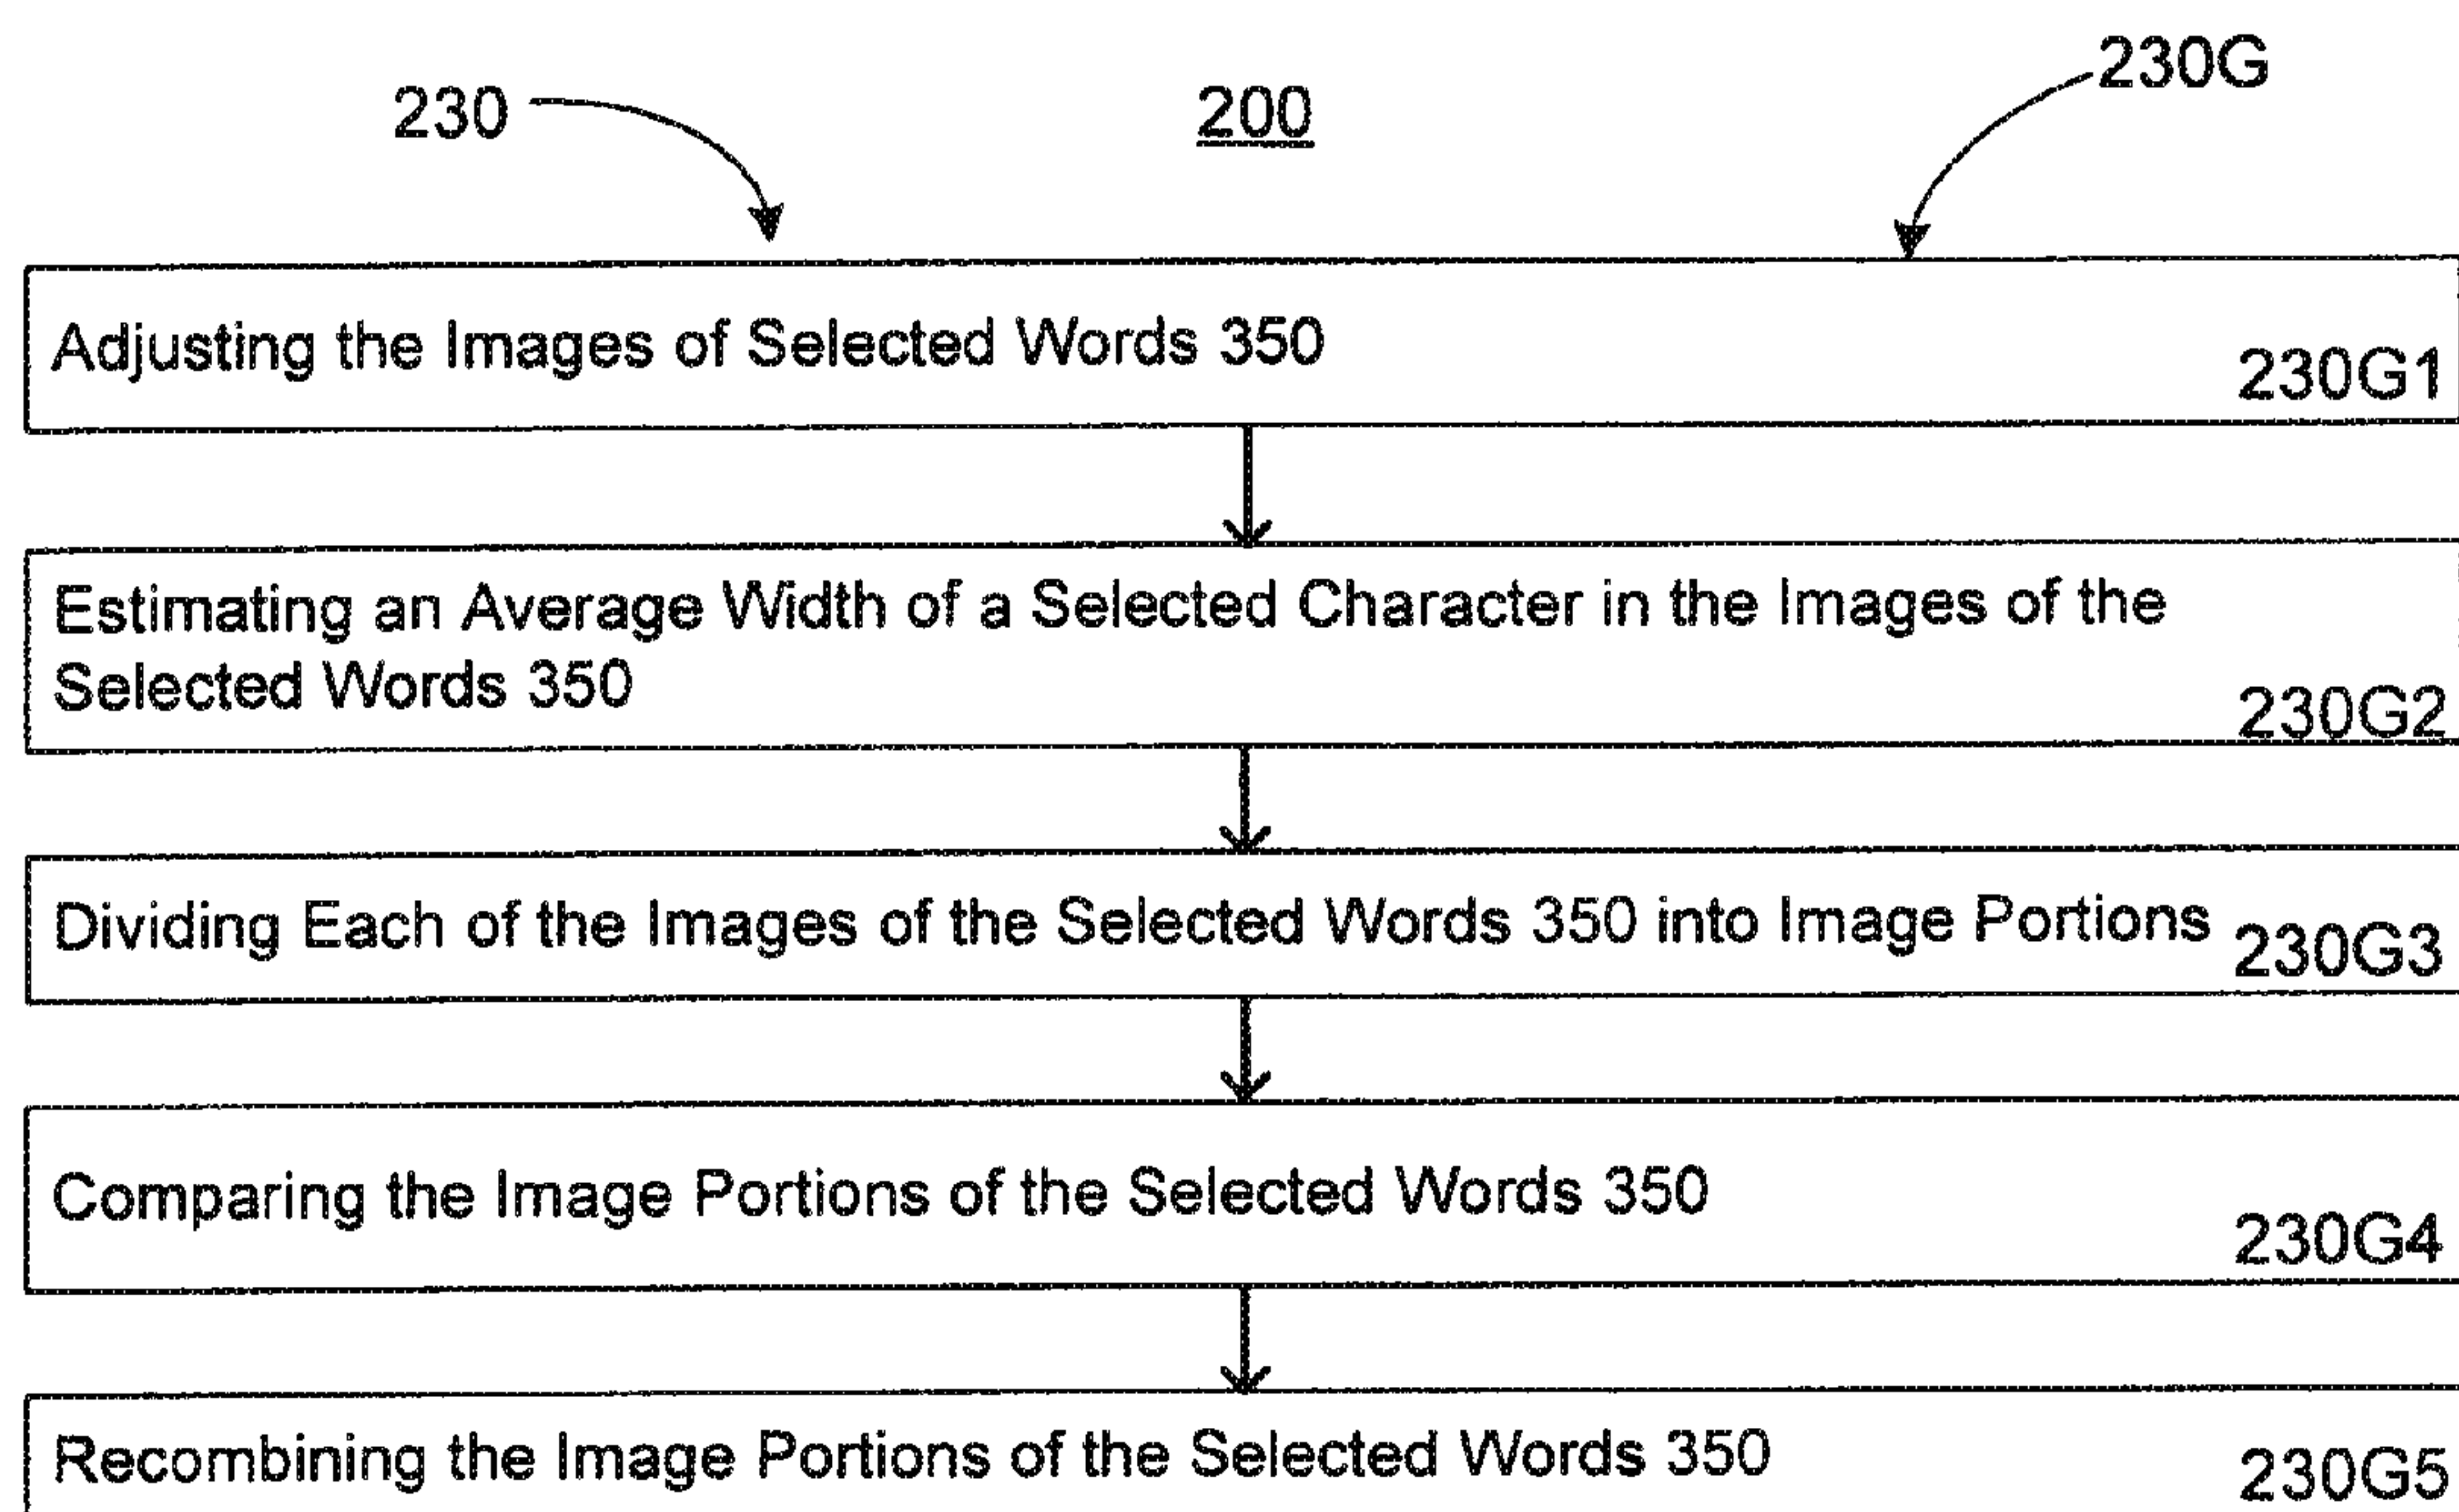 230
200
230G
Adjusting the Images of Selected Words 350
230G1
Estimating an Average Width of a Selected Character in the Images of the
Selected Words 350
230G2
Dividing Each of the Images of the Selected Words 350 into Image Portions
230G3
Comparing the Image Portions of the Selected Words 350
230G4
Recombining the Image Portions of the Selected Words 350
230G5